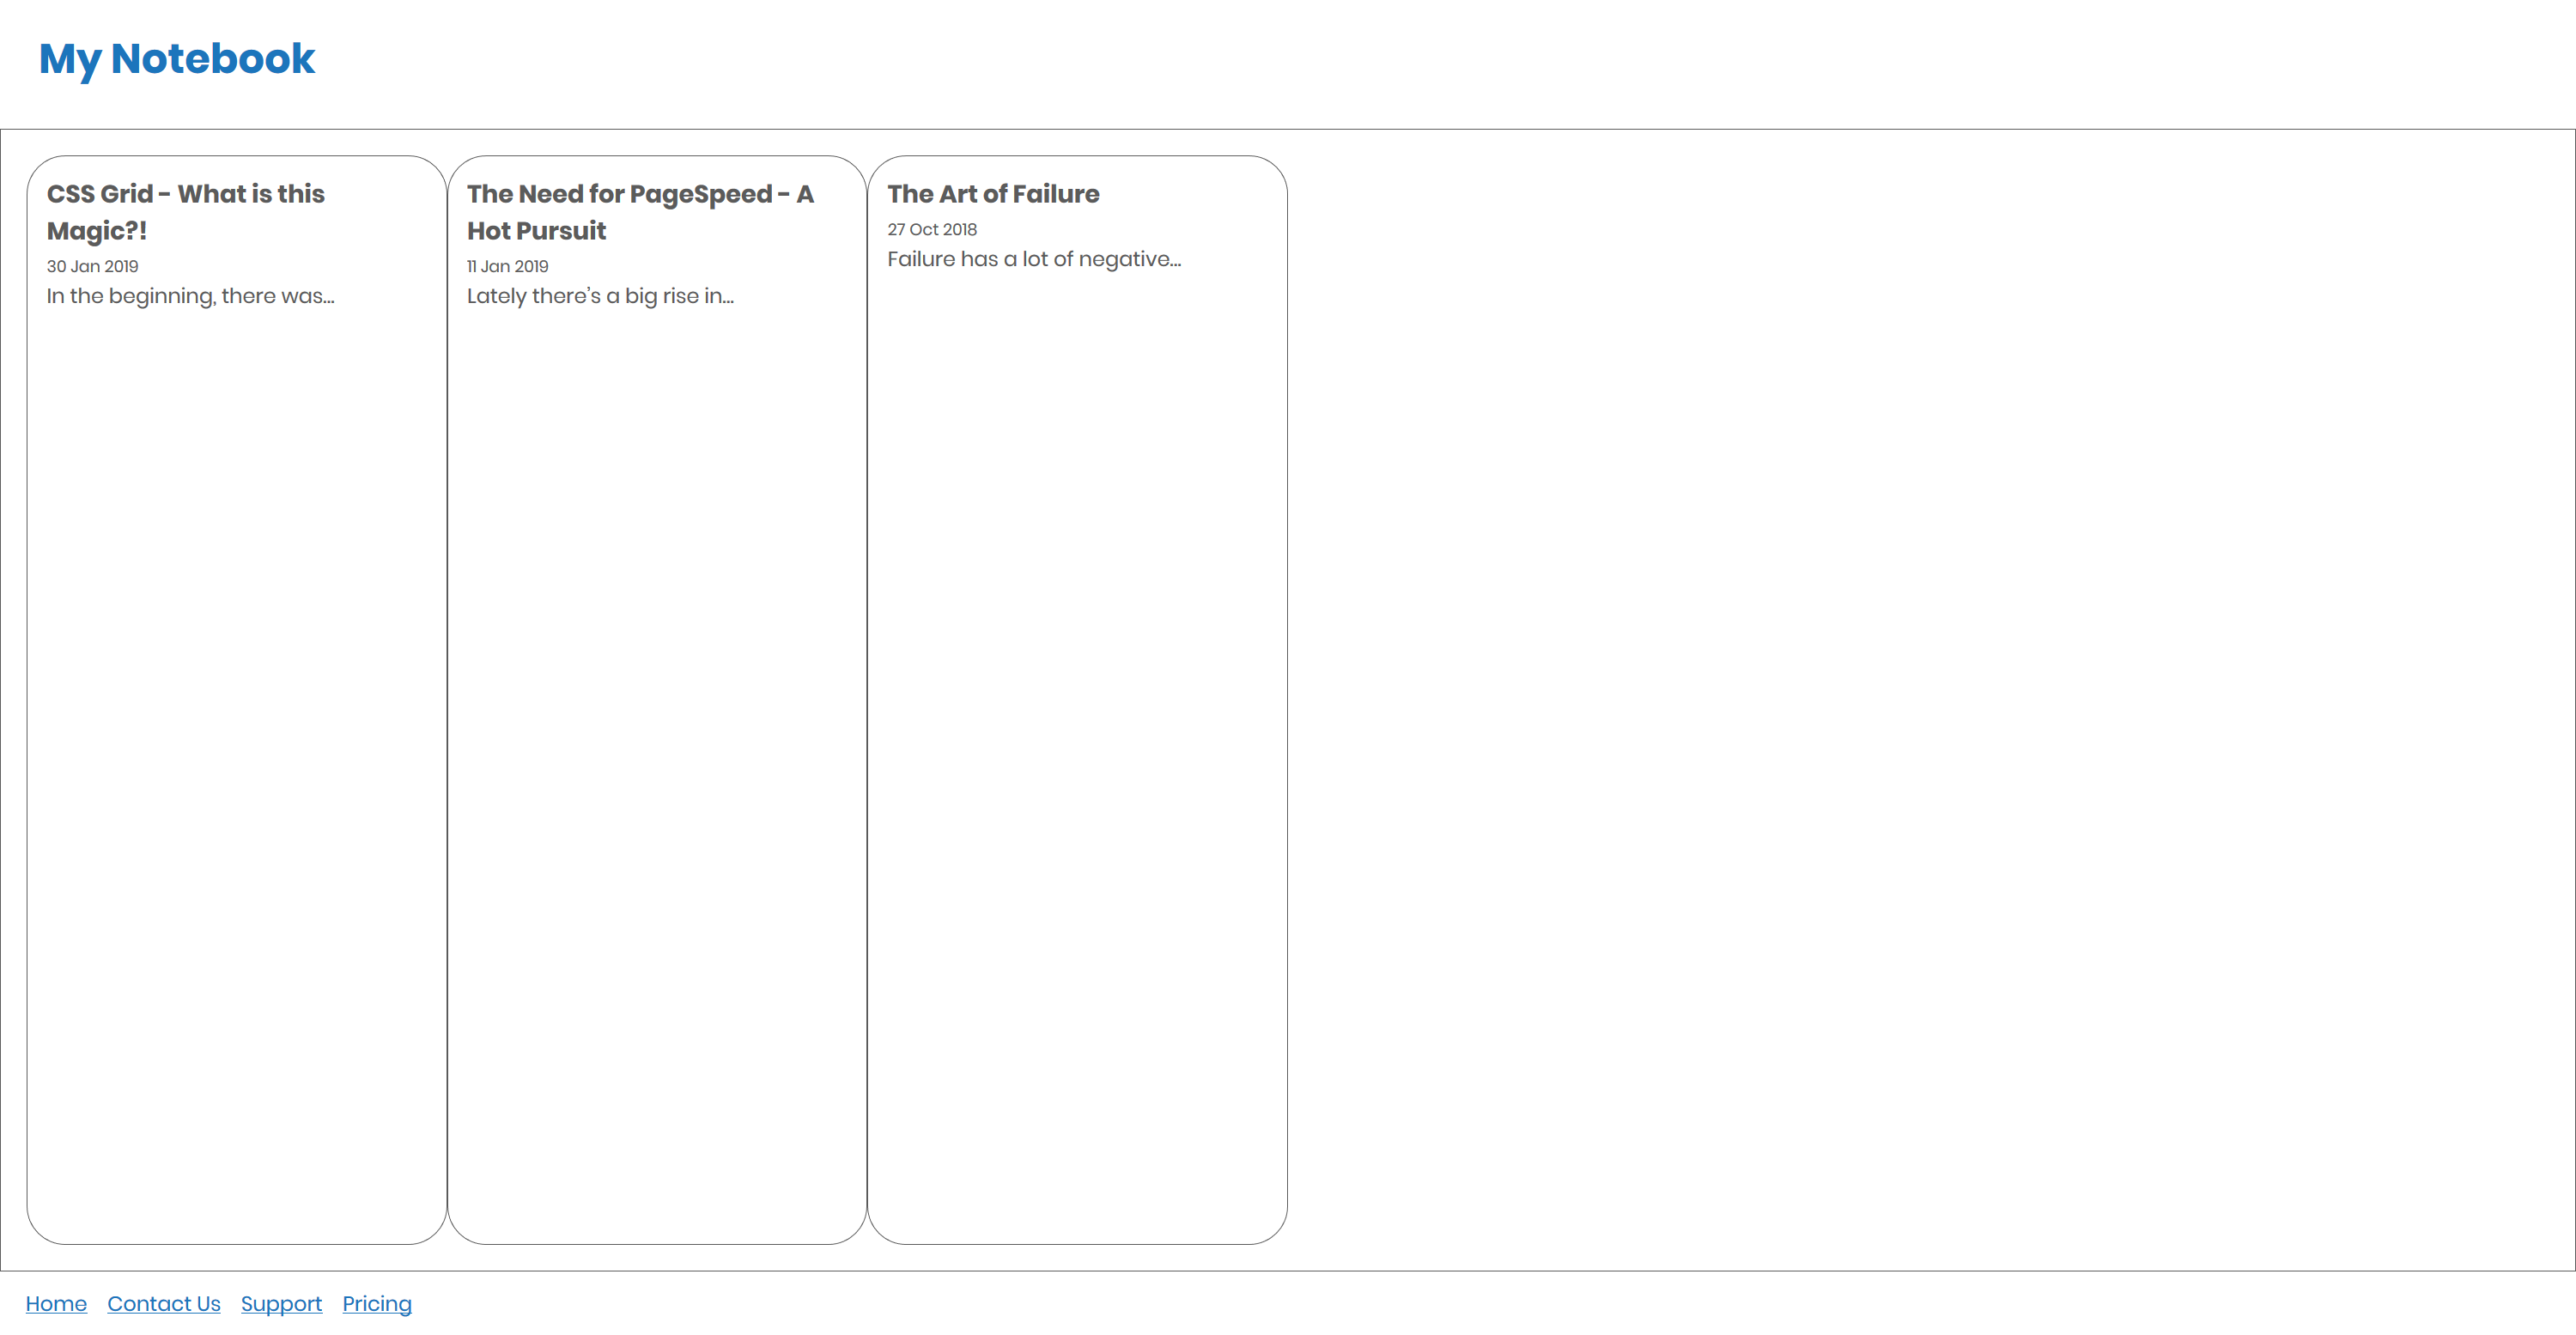 My Notebook
CSS Grid - What is this
Magic?!
30 Jan 2019
In the beginning, there was...
The Need for PageSpeed - A
Hot Pursuit
11 Jan 2019
Lately there's a big rise in...
The Art of Failure
27 Oct 2018
Failure has a lot of negative...
Home Contact Us Support Pricing